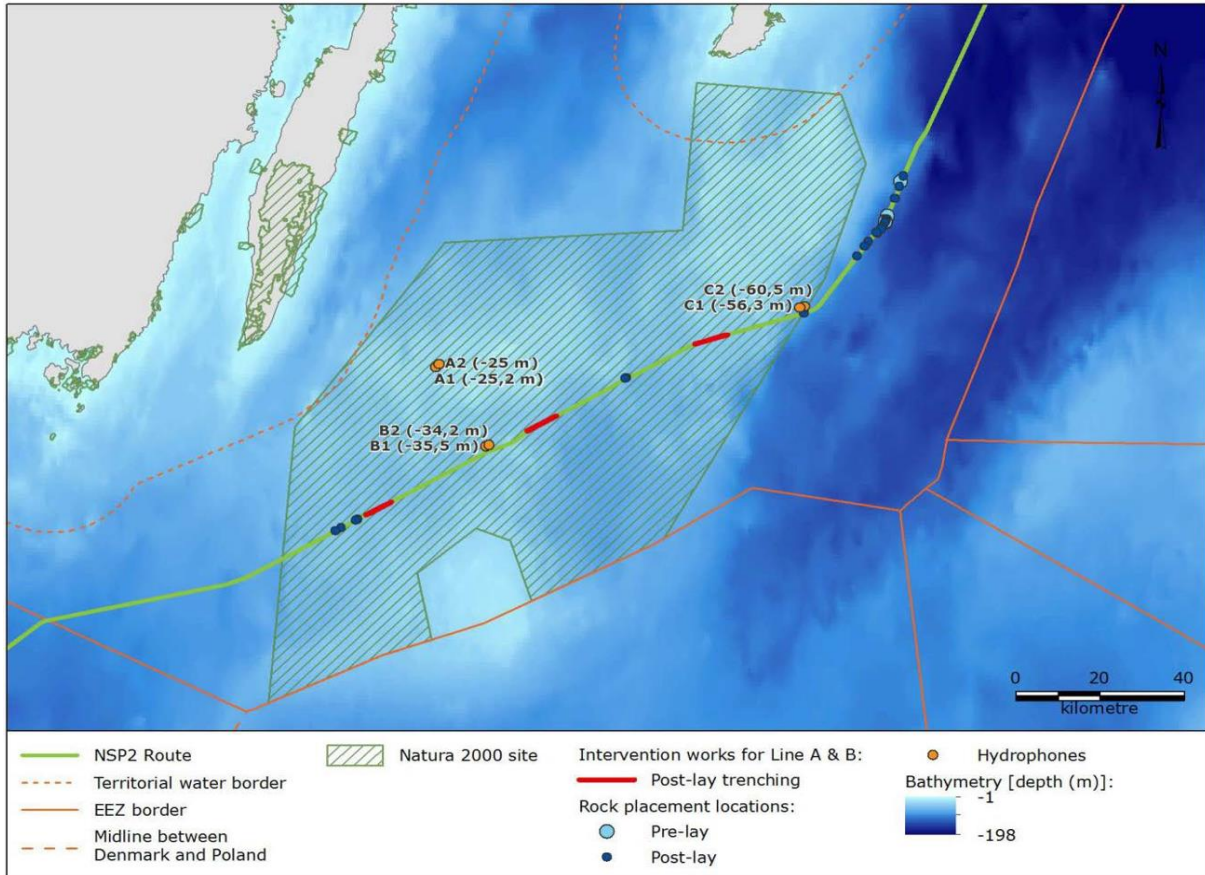 N
S
C2 (-60,5 m)
C1 (-56,3 m)
A2 (-25 m)
A1 (-25,2 m)
B2 (-34,2 m)
B1 (-35,5 m)
0 20 40
kilometre
NSP2 Route
Territorial water border
EEZ border
Midline between
Denmark and Poland
Natura 2000 site
Intervention works for Line A & B:
Post-lay trenching
Rock placement locations:
Pre-lay
Post-lay
Hydrophones
Bathymetry [depth (m)]:
-1
-198